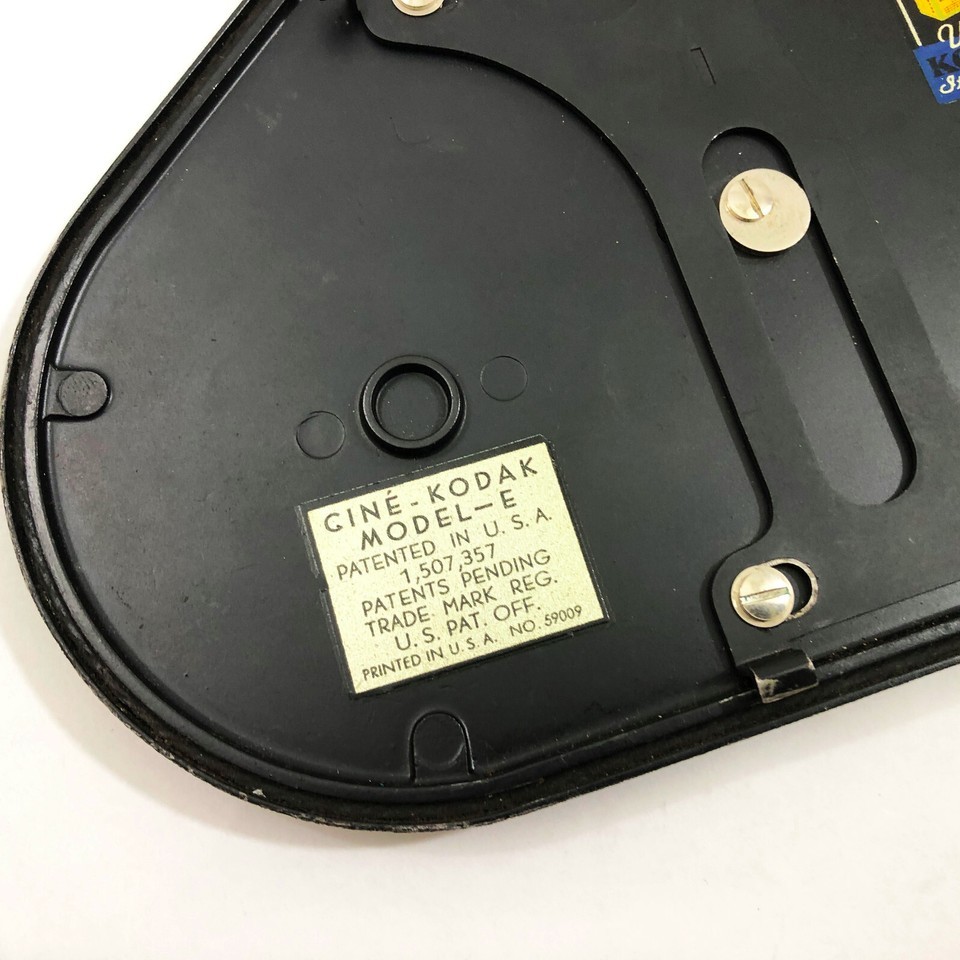 CINÉ-KODAK
MODEL—E
PATENTED IN U.S.A.
1,507,357
PATENTS PENDING
TRADE MARK REG.
U.S. PAT. OFF.
PRINTED IN U.S.A. NO. 59009